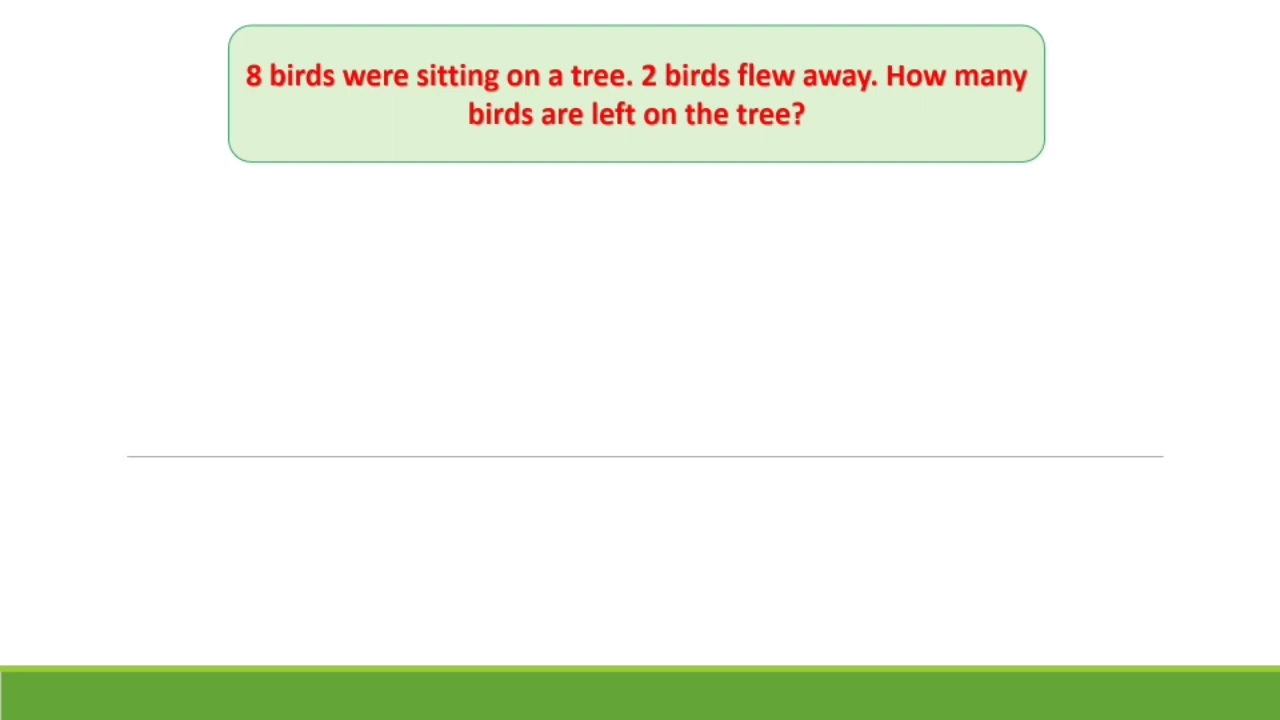 8 birds were sitting on a tree. 2 birds flew away. How many
birds are left on the tree?